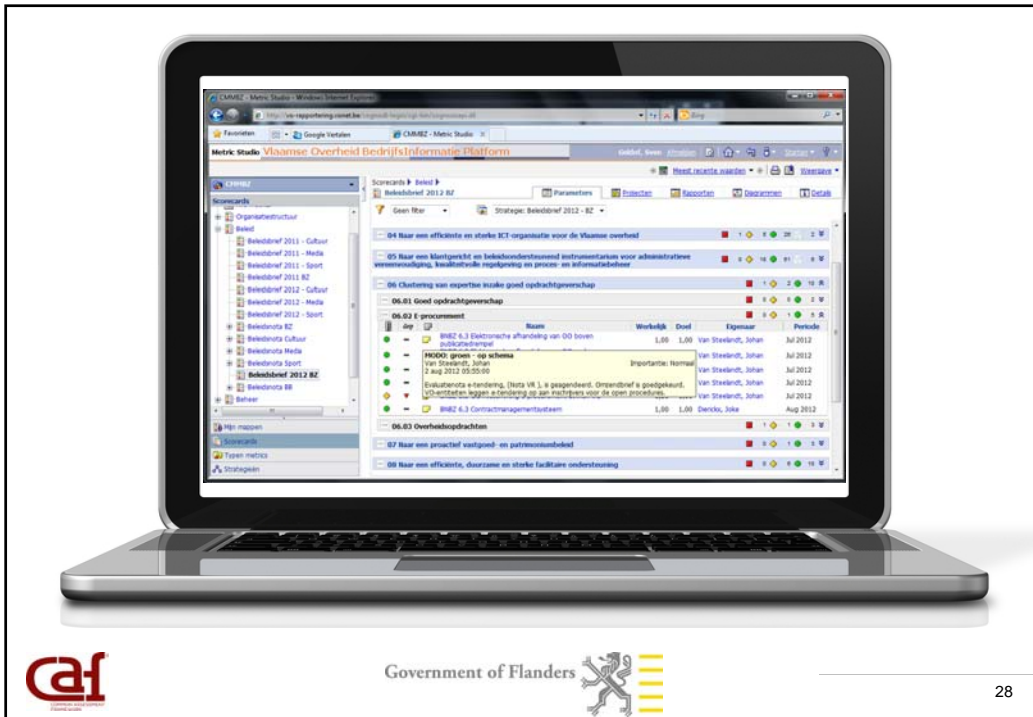 CMMBZ - Metric Studio - Windows Internet Explorer
Favorieten
Google Vertalen
CMMBZ - Metric Studio
Bing
Metric Studio Vlaamse Overheid BedrijfsInformatie Platform
Afmelden
Starten
Meest recente waarden
Weergave
CMMBZ
Scorecards
Organisatiestructuur
Beleid
Beleidsbrief 2011 - Cultuur
Beleidsbrief 2011 - Media
Beleidsbrief 2011 - Sport
Beleidsbrief 2011 BZ
Beleidsbrief 2012 - Cultuur
Beleidsbrief 2012 - Media
Beleidsbrief 2012 - Sport
Beleidsnota BZ
Beleidsnota Cultuur
Beleidsnota Media
Beleidsnota Sport
Beleidsbrief 2012 BZ
Beleidsnota BB
Beheer
Mijn mappen
Scorecards
Typen metrics
Strategieën
Scorecards Beleid
Beleidsbrief 2012 BZ
Parameters Projecten Rapporten Diagrammen Details
Geen filter Strategie: Beleidsbrief 2012 - BZ
04 Naar een efficiënte en sterke ICT-organisatie voor de Vlaamse overheid
05 Naar een klantgericht en beleidsondersteunend instrumentarium voor administratieve
vereenvoudiging, kwaliteitsvolle regelgeving en proces- en informatiebeheer
06 Clustering van expertise inzake goed opdrachtgeverschap
06.01 Goed opdrachtgeverschap
06.02 E-procurement
Naam Werkelijk Doel Eigenaar Periode
BNBZ 6.3 Elektronische afhandeling van OO boven
publicatiedrempel
1,00 1,00 Van Steelandt, Johan Jul 2012
Van Steelandt, Johan Jul 2012
Van Steelandt, Johan Jul 2012
Van Steelandt, Johan Jul 2012
Van Steelandt, Johan Jul 2012
MODO: groen - op schema
Van Steelandt, Johan Importantie: Normaal
2 aug 2012 05:55:00
Evaluatienota e-tendering, (Nota VR ), is geagendeerd. Omzendbrief is goedgekeurd.
VO-entiteiten leggen e-tendering op aan inschrijvers voor de open procedures.
BNBZ 6.3 Contractmanagementsysteem 1,00 1,00 Dierickx, Joke Aug 2012
06.03 Overheidsopdrachten
07 Naar een proactief vastgoed- en patrimoniumbeleid
08 Naar een efficiënte, duurzame en sterke facilitaire ondersteuning
caf
COMMON ASSESSMENT
FRAMEWORK
Government of Flanders
28